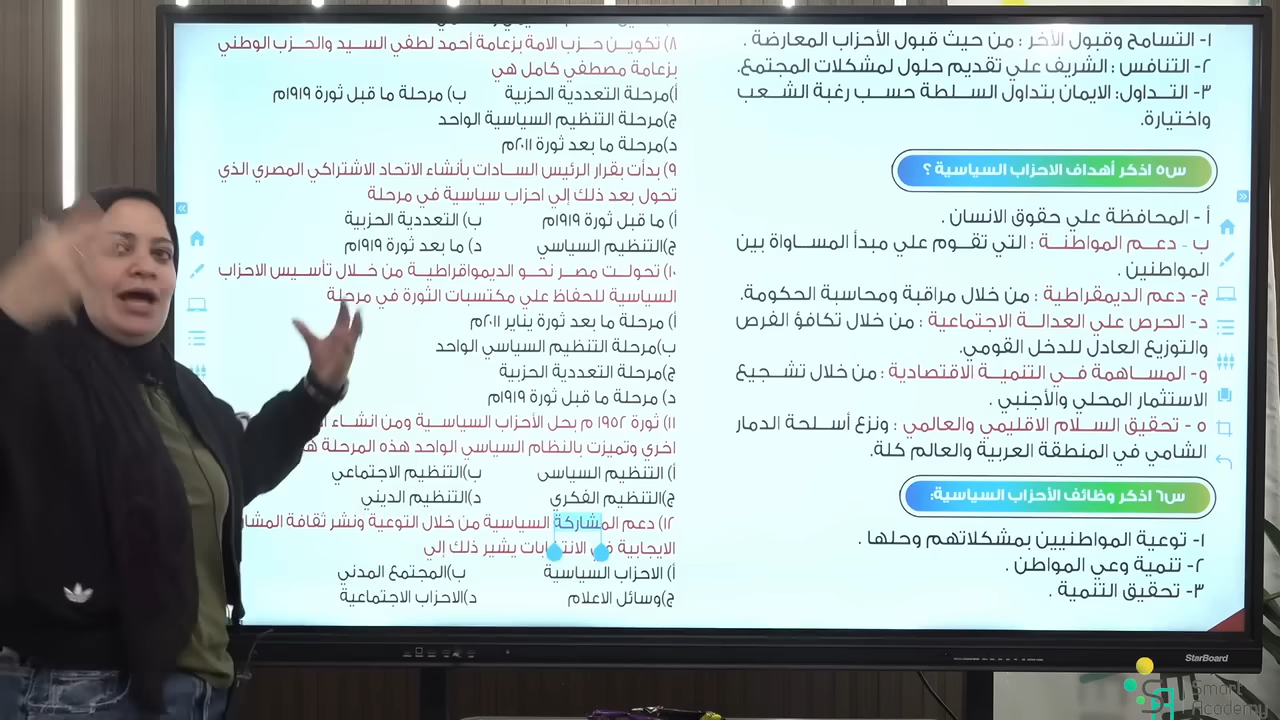 ١- التسامح وقبول الأخر : من حيث قبول الأحزاب المعارضة .
٢- التنافس : الشريف علي تقديم حلول لمشكلات المجتمع.
٣- التداول: الايمان بتداول السلطة حسب رغبة الشعب
واختيارة.
س٥ اذكر أهداف الاحزاب السياسية ؟
أ - المحافظة علي حقوق الانسان .
ب - دعم المواطنة : التي تقوم علي مبدأ المساواة بين
المواطنين .
ج- دعم الديمقراطية : من خلال مراقبة ومحاسبة الحكومة.
د- الحرص علي العدالة الاجتماعية : من خلال تكافؤ الفرص
والتوزيع العادل للدخل القومي.
و- المساهمة في التنمية الاقتصادية : من خلال تشجيع
الاستثمار المحلي والأجنبي .
٥ - تحقيق السلام الاقليمي والعالمي : ونزع أسلحة الدمار
الشامي في المنطقة العربية والعالم كلة.
س٦ اذكر وظائف الأحزاب السياسية:
١- توعية المواطنيين بمشكلاتهم وحلها .
٢- تنمية وعي المواطن .
٣- تحقيق التنمية .
٨) تكوين حزب الامة بزعامة أحمد لطفي السيد والحزب الوطني
بزعامة مصطفي كامل هي
أ)مرحلة التعددية الحزبية ب) مرحلة ما قبل ثورة ١٩١٩م
ج)مرحلة التنظيم السياسية الواحد
د)مرحلة ما بعد ثورة ٢٠١١م
٩) بدأت بقرار الرئيس السادات بأنشاء الاتحاد الاشتراكي المصري الذي
تحول بعد ذلك إلي احزاب سياسية في مرحلة
أ) ما قبل ثورة ١٩١٩م ب) التعددية الحزبية
ج)التنظيم السياسي د) ما بعد ثورة ١٩١٩م
١٠) تحولت مصر نحو الديمواقراطية من خلال تأسيس الاحزاب
السياسية للحفاظ علي مكتسبات الثورة في مرحلة
أ) مرحلة ما بعد ثورة يناير ٢٠١١م
ب)مرحلة التنظيم السياسي الواحد
ج)مرحلة التعددية الحزبية
د) مرحلة ما قبل ثورة ١٩١٩م
١١) ثورة ١٩٥٢ م بحل الأحزاب السياسية ومن انشاء
اخري وتميزت بالنظام السياسي الواحد هذه المرحلة
أ) التنظيم السياسى ب)التنظيم الاجتماعي
ج)التنظيم الفكري د)التنظيم الديني
١٢) دعم المشاركة السياسية من خلال التوعية ونشر ثقافة
الايجابية في الانتخابات يشير ذلك إلي
أ) الاحزاب السياسية ب)المجتمع المدني
ج)وسائل الاعلام د)الاحزاب الاجتماعية
StarBoard
Smart
Academy